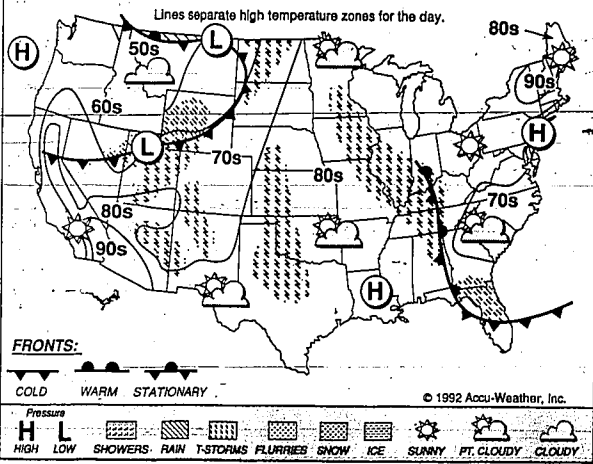 Lines separate high temperature zones for the day.
80s
H
50s
L
90s
60s
H
L
70s
80s
70s
80s
90s
H
FRONTS:
COLD WARM STATIONARY
© 1992 Accu-Weather, Inc.
Pressure
H L
HIGH LOW SHOWERS RAIN T-STORMS FLURRIES SNOW ICE SUNNY PT. CLOUDY CLOUDY